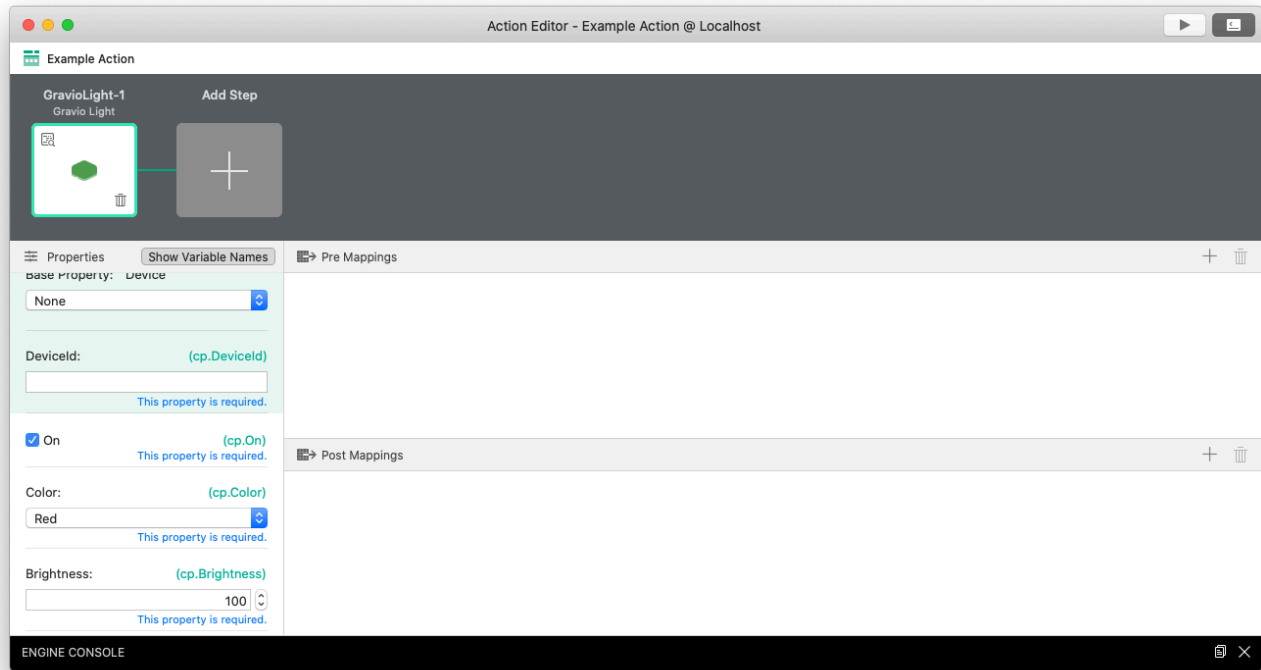 Action Editor - Example Action @ Localhost
Example Action
GravioLight-1
Gravio Light
Add Step
Properties
Show Variable Names
Pre Mappings
Base Property: Device
None
DeviceId: (cp.DeviceId)
This property is required.
On (cp.On)
This property is required.
Post Mappings
Color: (cp.Color)
Red
This property is required.
Brightness: (cp.Brightness)
100
This property is required.
ENGINE CONSOLE